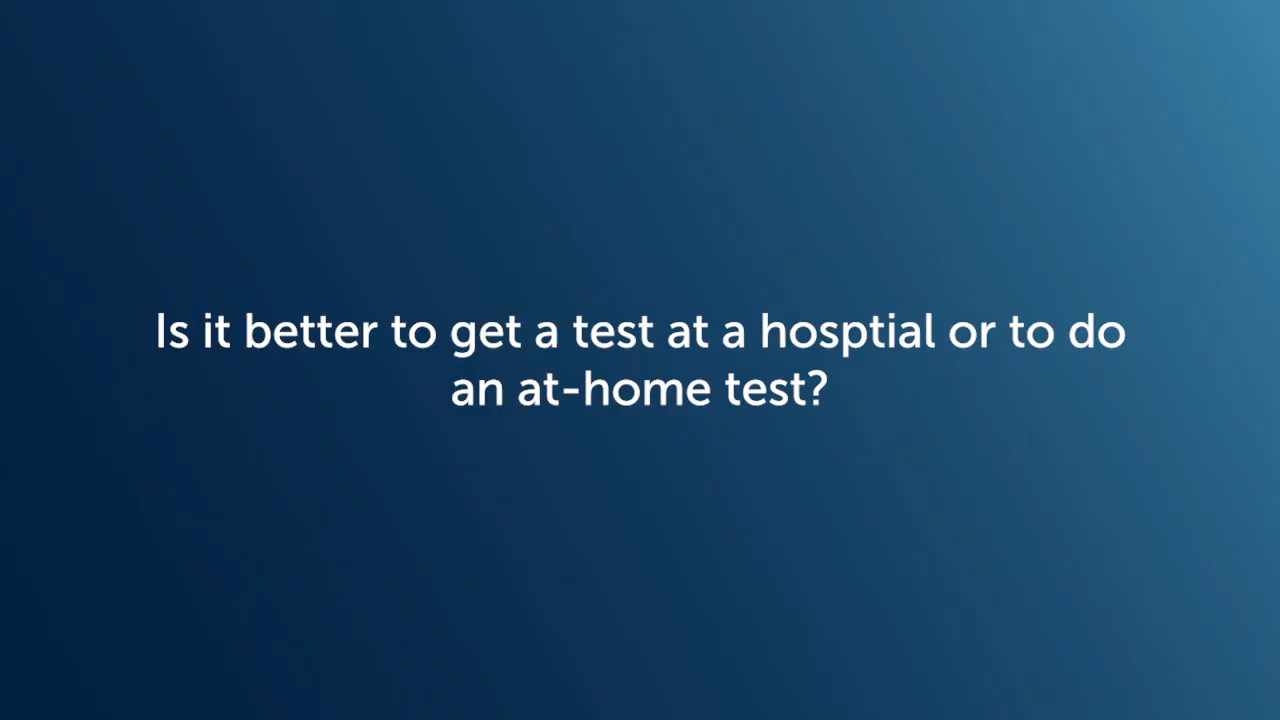 Is it better to get a test at a hosptial or to do
an at-home test?